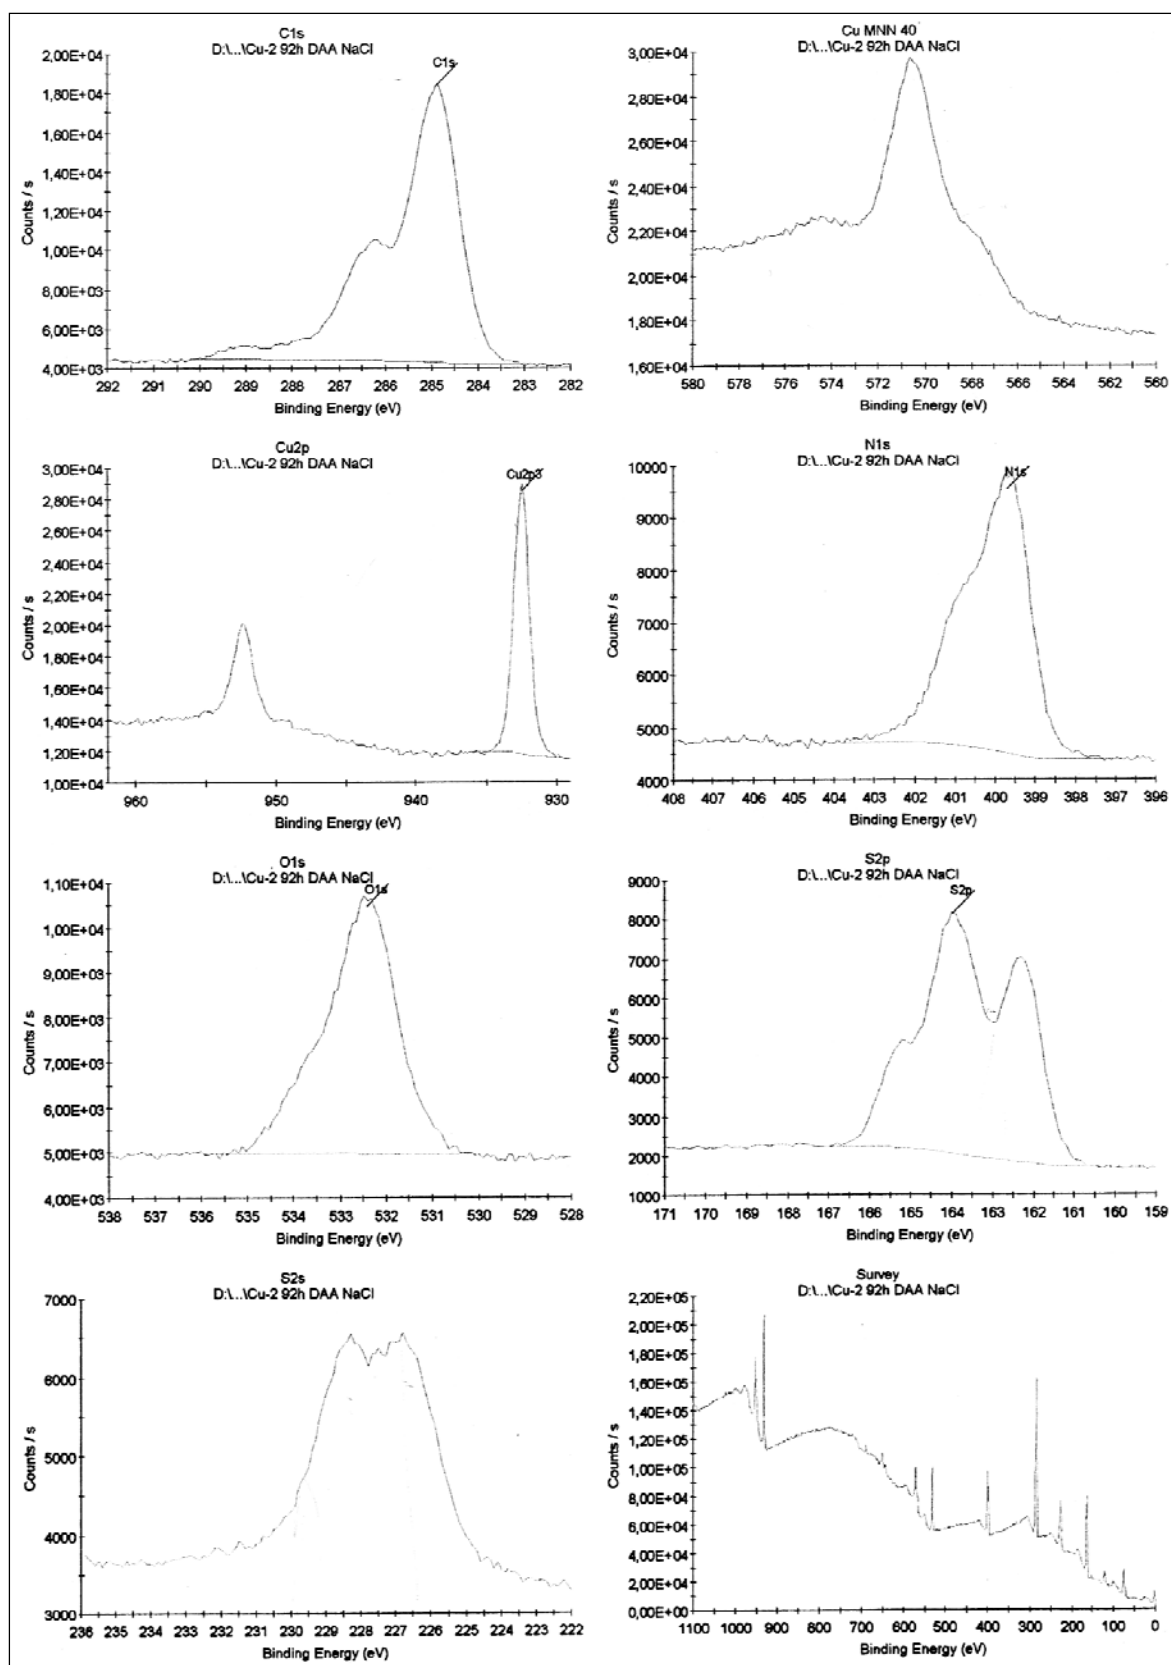 C1s
D:\...\Cu-2 92h DAA NaCl
C1s
2,00E+04
1,80E+04
1,60E+04
1,40E+04
1,20E+04
1,00E+04
8,00E+03
6,00E+03
4,00E+03
Counts / s
292 291 290 289 288 287 286 285 284 283 282
Binding Energy (eV)
Cu MNN 40
D:\...\Cu-2 92h DAA NaCl
3,00E+04
2,80E+04
2,60E+04
2,40E+04
2,20E+04
2,00E+04
1,80E+04
1,60E+04
Counts / s
580 578 576 574 572 570 568 566 564 562 560
Binding Energy (eV)
Cu2p
D:\...\Cu-2 92h DAA NaCl
Cu2p3
3,00E+04
2,80E+04
2,60E+04
2,40E+04
2,20E+04
2,00E+04
1,80E+04
1,60E+04
1,40E+04
1,20E+04
1,00E+04
Counts / s
960 950 940 930
Binding Energy (eV)
N1s
D:\...\Cu-2 92h DAA NaCl
N1s
10000
9000
8000
7000
6000
5000
4000
Counts / s
408 407 406 405 404 403 402 401 400 399 398 397 396
Binding Energy (eV)
O1s
D:\...\Cu-2 92h DAA NaCl
O1s
1,10E+04
1,00E+04
9,00E+03
8,00E+03
7,00E+03
6,00E+03
5,00E+03
4,00E+03
Counts / s
538 537 536 535 534 533 532 531 530 529 528
Binding Energy (eV)
S2p
D:\...\Cu-2 92h DAA NaCl
S2p
9000
8000
7000
6000
5000
4000
3000
2000
1000
Counts / s
171 170 169 168 167 166 165 164 163 162 161 160 159
Binding Energy (eV)
S2s
D:\...\Cu-2 92h DAA NaCl
7000
6000
5000
4000
3000
Counts / s
236 235 234 233 232 231 230 229 228 227 226 225 224 223 222
Binding Energy (eV)
Survey
D:\...\Cu-2 92h DAA NaCl
2,20E+05
2,00E+05
1,80E+05
1,60E+05
1,40E+05
1,20E+05
1,00E+05
8,00E+04
6,00E+04
4,00E+04
2,00E+04
0,00E+00
Counts / s
1100 1000 900 800 700 600 500 400 300 200 100 0
Binding Energy (eV)